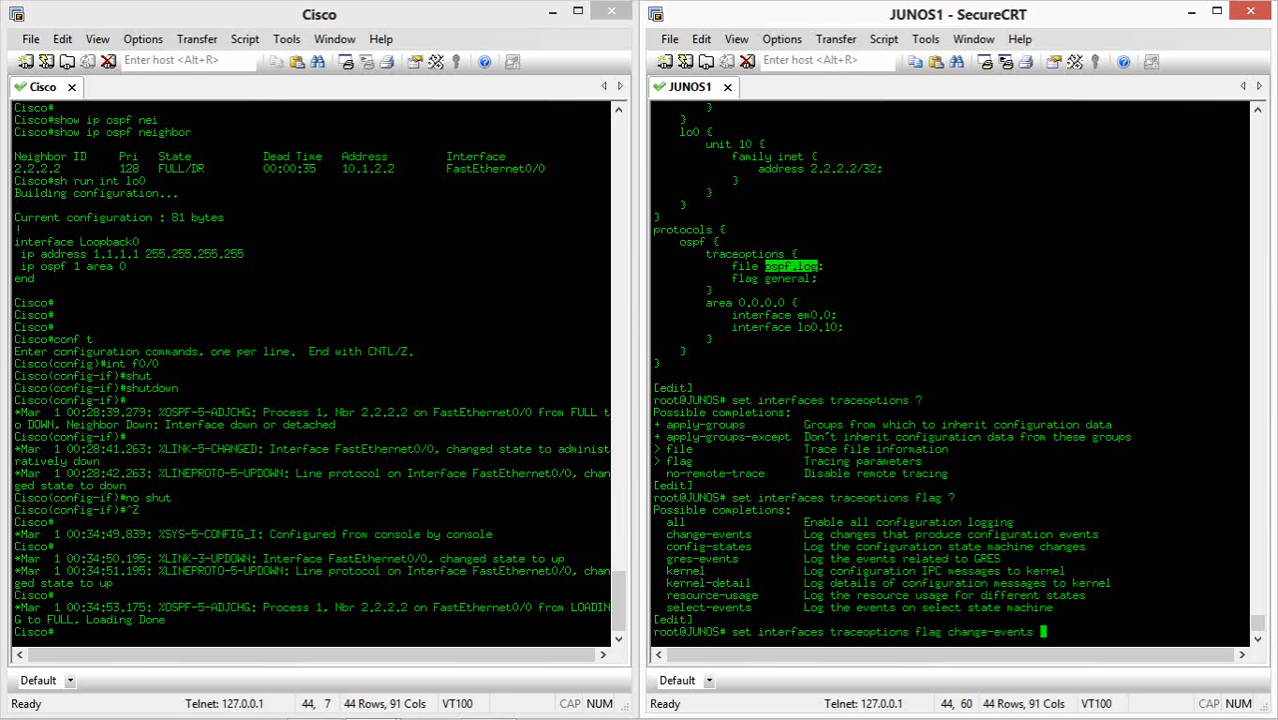 Cisco
File Edit View Options Transfer Script Tools Window Help
Enter host <Alt+R>
Cisco
Cisco#
Cisco#show ip ospf nei
Cisco#show ip ospf neighbor
Neighbor ID Pri State Dead Time Address Interface
2.2.2.2 128 FULL/DR 00:00:35 10.1.2.2 FastEthernet0/0
Cisco#sh run int lo0
Building configuration...
Current configuration : 81 bytes
!
interface Loopback0
ip address 1.1.1.1 255.255.255.255
ip ospf 1 area 0
end
Cisco#
Cisco#
Cisco#
Cisco#conf t
Enter configuration commands, one per line. End with CNTL/Z.
Cisco(config)#int f0/0
Cisco(config-if)#shut
Cisco(config-if)#shutdown
Cisco(config-if)#
*Mar 1 00:28:39.279: %OSPF-5-ADJCHG: Process 1, Nbr 2.2.2.2 on FastEthernet0/0 from FULL t
o DOWN, Neighbor Down: Interface down or detached
Cisco(config-if)#
*Mar 1 00:28:41.263: %LINK-5-CHANGED: Interface FastEthernet0/0, changed state to administ
ratively down
*Mar 1 00:28:42.263: %LINEPROTO-5-UPDOWN: Line protocol on Interface FastEthernet0/0, chan
ged state to down
Cisco(config-if)#no shut
Cisco(config-if)#^Z
Cisco#
*Mar 1 00:34:49.839: %SYS-5-CONFIG_I: Configured from console by console
Cisco#
*Mar 1 00:34:50.195: %LINK-3-UPDOWN: Interface FastEthernet0/0, changed state to up
*Mar 1 00:34:51.195: %LINEPROTO-5-UPDOWN: Line protocol on Interface FastEthernet0/0, chan
ged state to up
Cisco#
*Mar 1 00:34:53.175: %OSPF-5-ADJCHG: Process 1, Nbr 2.2.2.2 on FastEthernet0/0 from LOADIN
G to FULL, Loading Done
Cisco#
Default
Ready Telnet: 127.0.0.1 44, 7 44 Rows, 91 Cols VT100 CAP NUM
JUNOS1 - SecureCRT
File Edit View Options Transfer Script Tools Window Help
Enter host <Alt+R>
JUNOS1
}
}
lo0 {
unit 10 {
family inet {
address 2.2.2.2/32;
}
}
}
}
protocols {
ospf {
traceoptions {
file ospf.log;
flag general;
}
area 0.0.0.0 {
interface em0.0;
interface lo0.10;
}
}
}
[edit]
root@JUNOS# set interfaces traceoptions ?
Possible completions:
+ apply-groups Groups from which to inherit configuration data
+ apply-groups-except Don't inherit configuration data from these groups
> file Trace file information
> flag Tracing parameters
no-remote-trace Disable remote tracing
[edit]
root@JUNOS# set interfaces traceoptions flag ?
Possible completions:
all Enable all configuration logging
change-events Log changes that produce configuration events
config-states Log the configuration state machine changes
gres-events Log the events related to GRES
kernel Log configuration IPC messages to kernel
kernel-detail Log details of configuration messages to kernel
resource-usage Log the resource usage for different states
select-events Log the events on select state machine
[edit]
root@JUNOS# set interfaces traceoptions flag change-events
Default
Ready Telnet: 127.0.0.1 44, 60 44 Rows, 91 Cols VT100 CAP NUM